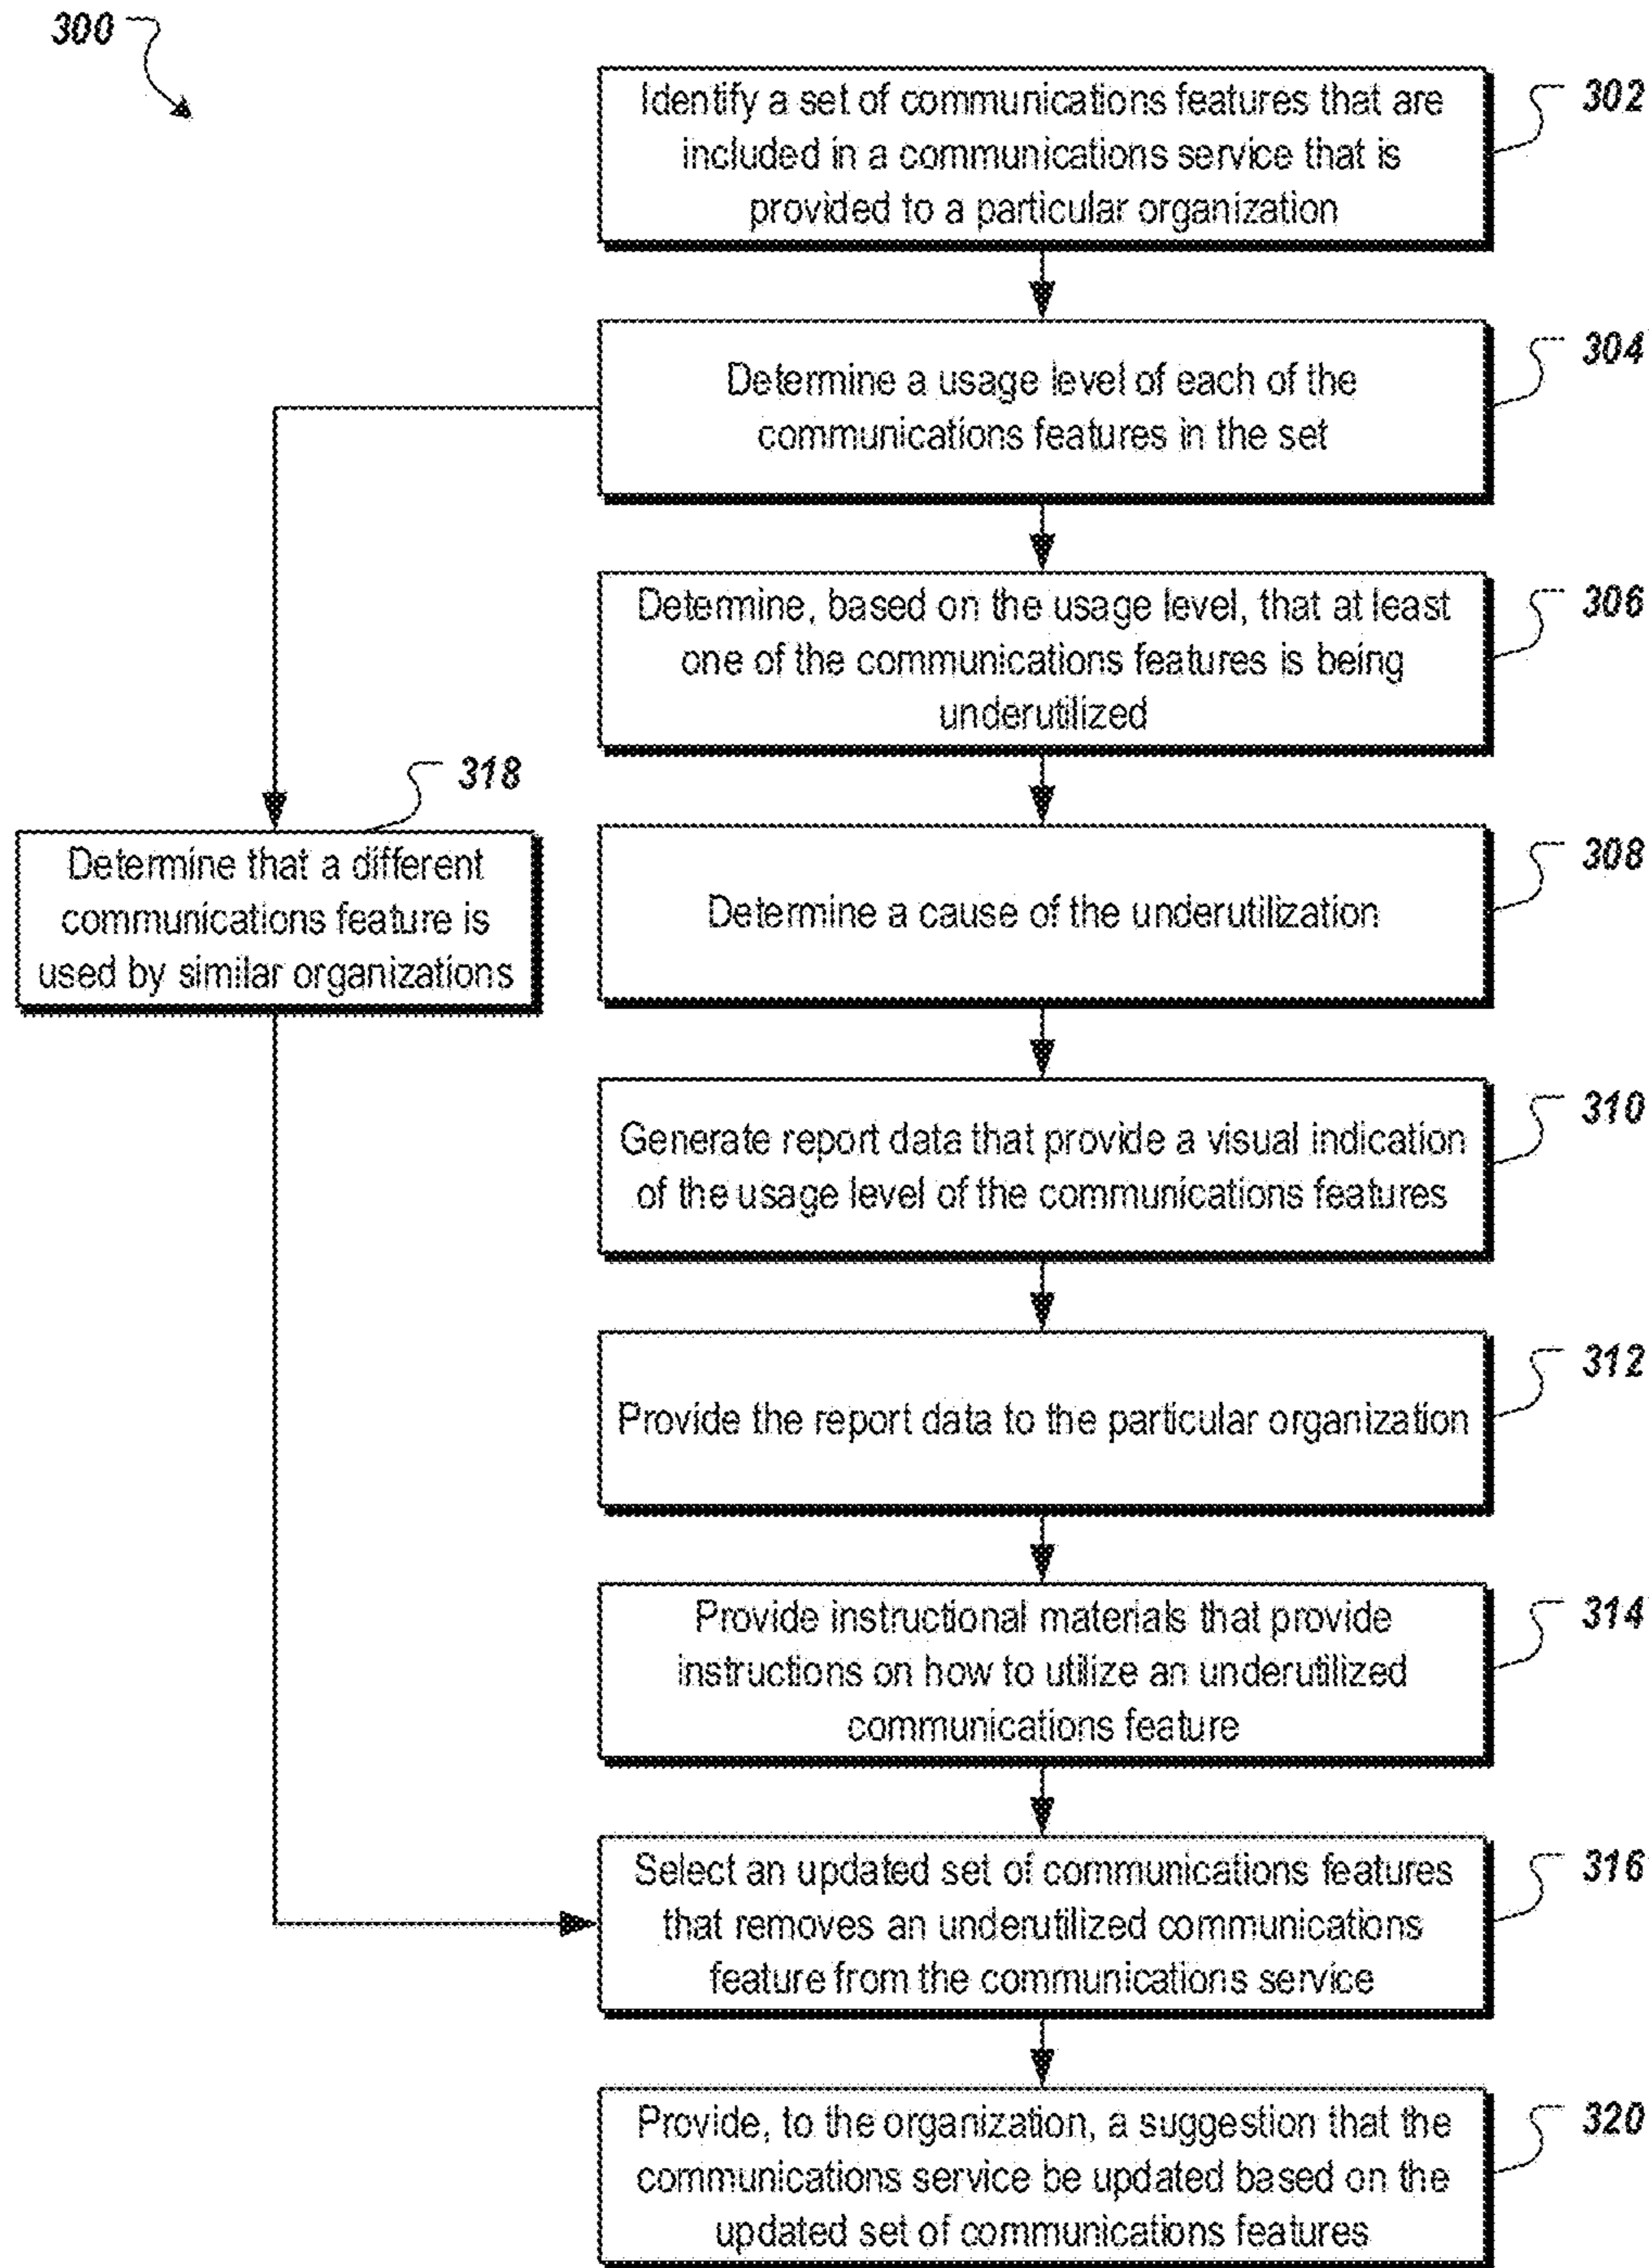 300
Identify a set of communications features that are
included in a communications service that is
provided to a particular organization
302
Determine a usage level of each of the
communications features in the set
304
Determine, based on the usage level, that at least
one of the communications features is being
underutilized
306
318
Determine that a different
communications feature is
used by similar organizations
Determine a cause of the underutilization
308
Generate report data that provide a visual indication
of the usage level of the communications features
310
Provide the report data to the particular organization
312
Provide instructional materials that provide
instructions on how to utilize an underutilized
communications feature
314
Select an updated set of communications features
that removes an underutilized communications
feature from the communications service
316
Provide, to the organization, a suggestion that the
communications service be updated based on the
updated set of communications features
320